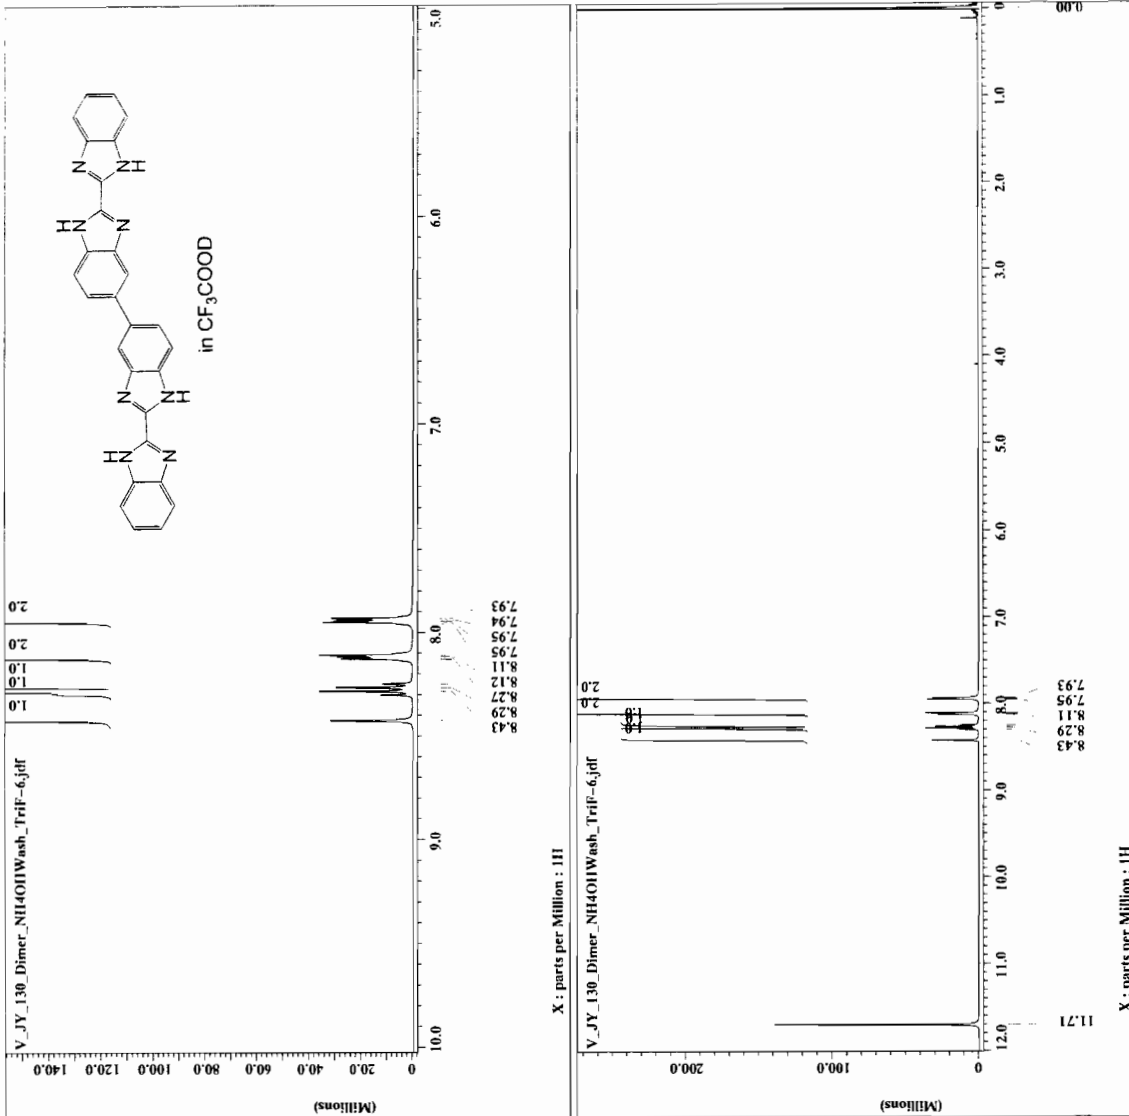 V_JY_130_Dimer_NH4OHWash_TriF-6.jdf
(Millions)
0 20.0 40.0 60.0 80.0 100.0 120.0 140.0
10.0 9.0 8.0 7.0 6.0 5.0
1.0 1.0 1.0 2.0 2.0
8.43
8.29
8.27
8.12
8.11
7.95
7.95
7.94
7.93
X : parts per Million : 1H
N
NH
H
N
N
N
NH
H
N
N
in CF3COOD
V_JY_130_Dimer_NH4OHWash_TriF-6.jdf
(Millions)
0 100.0 200.0
12.0 11.0 10.0 9.0 8.0 7.0 6.0 5.0 4.0 3.0 2.0 1.0 0
1.0 2.0 2.0
11.71
8.43
8.29
8.11
7.95
7.93
0.00
X : parts per Million : 1H